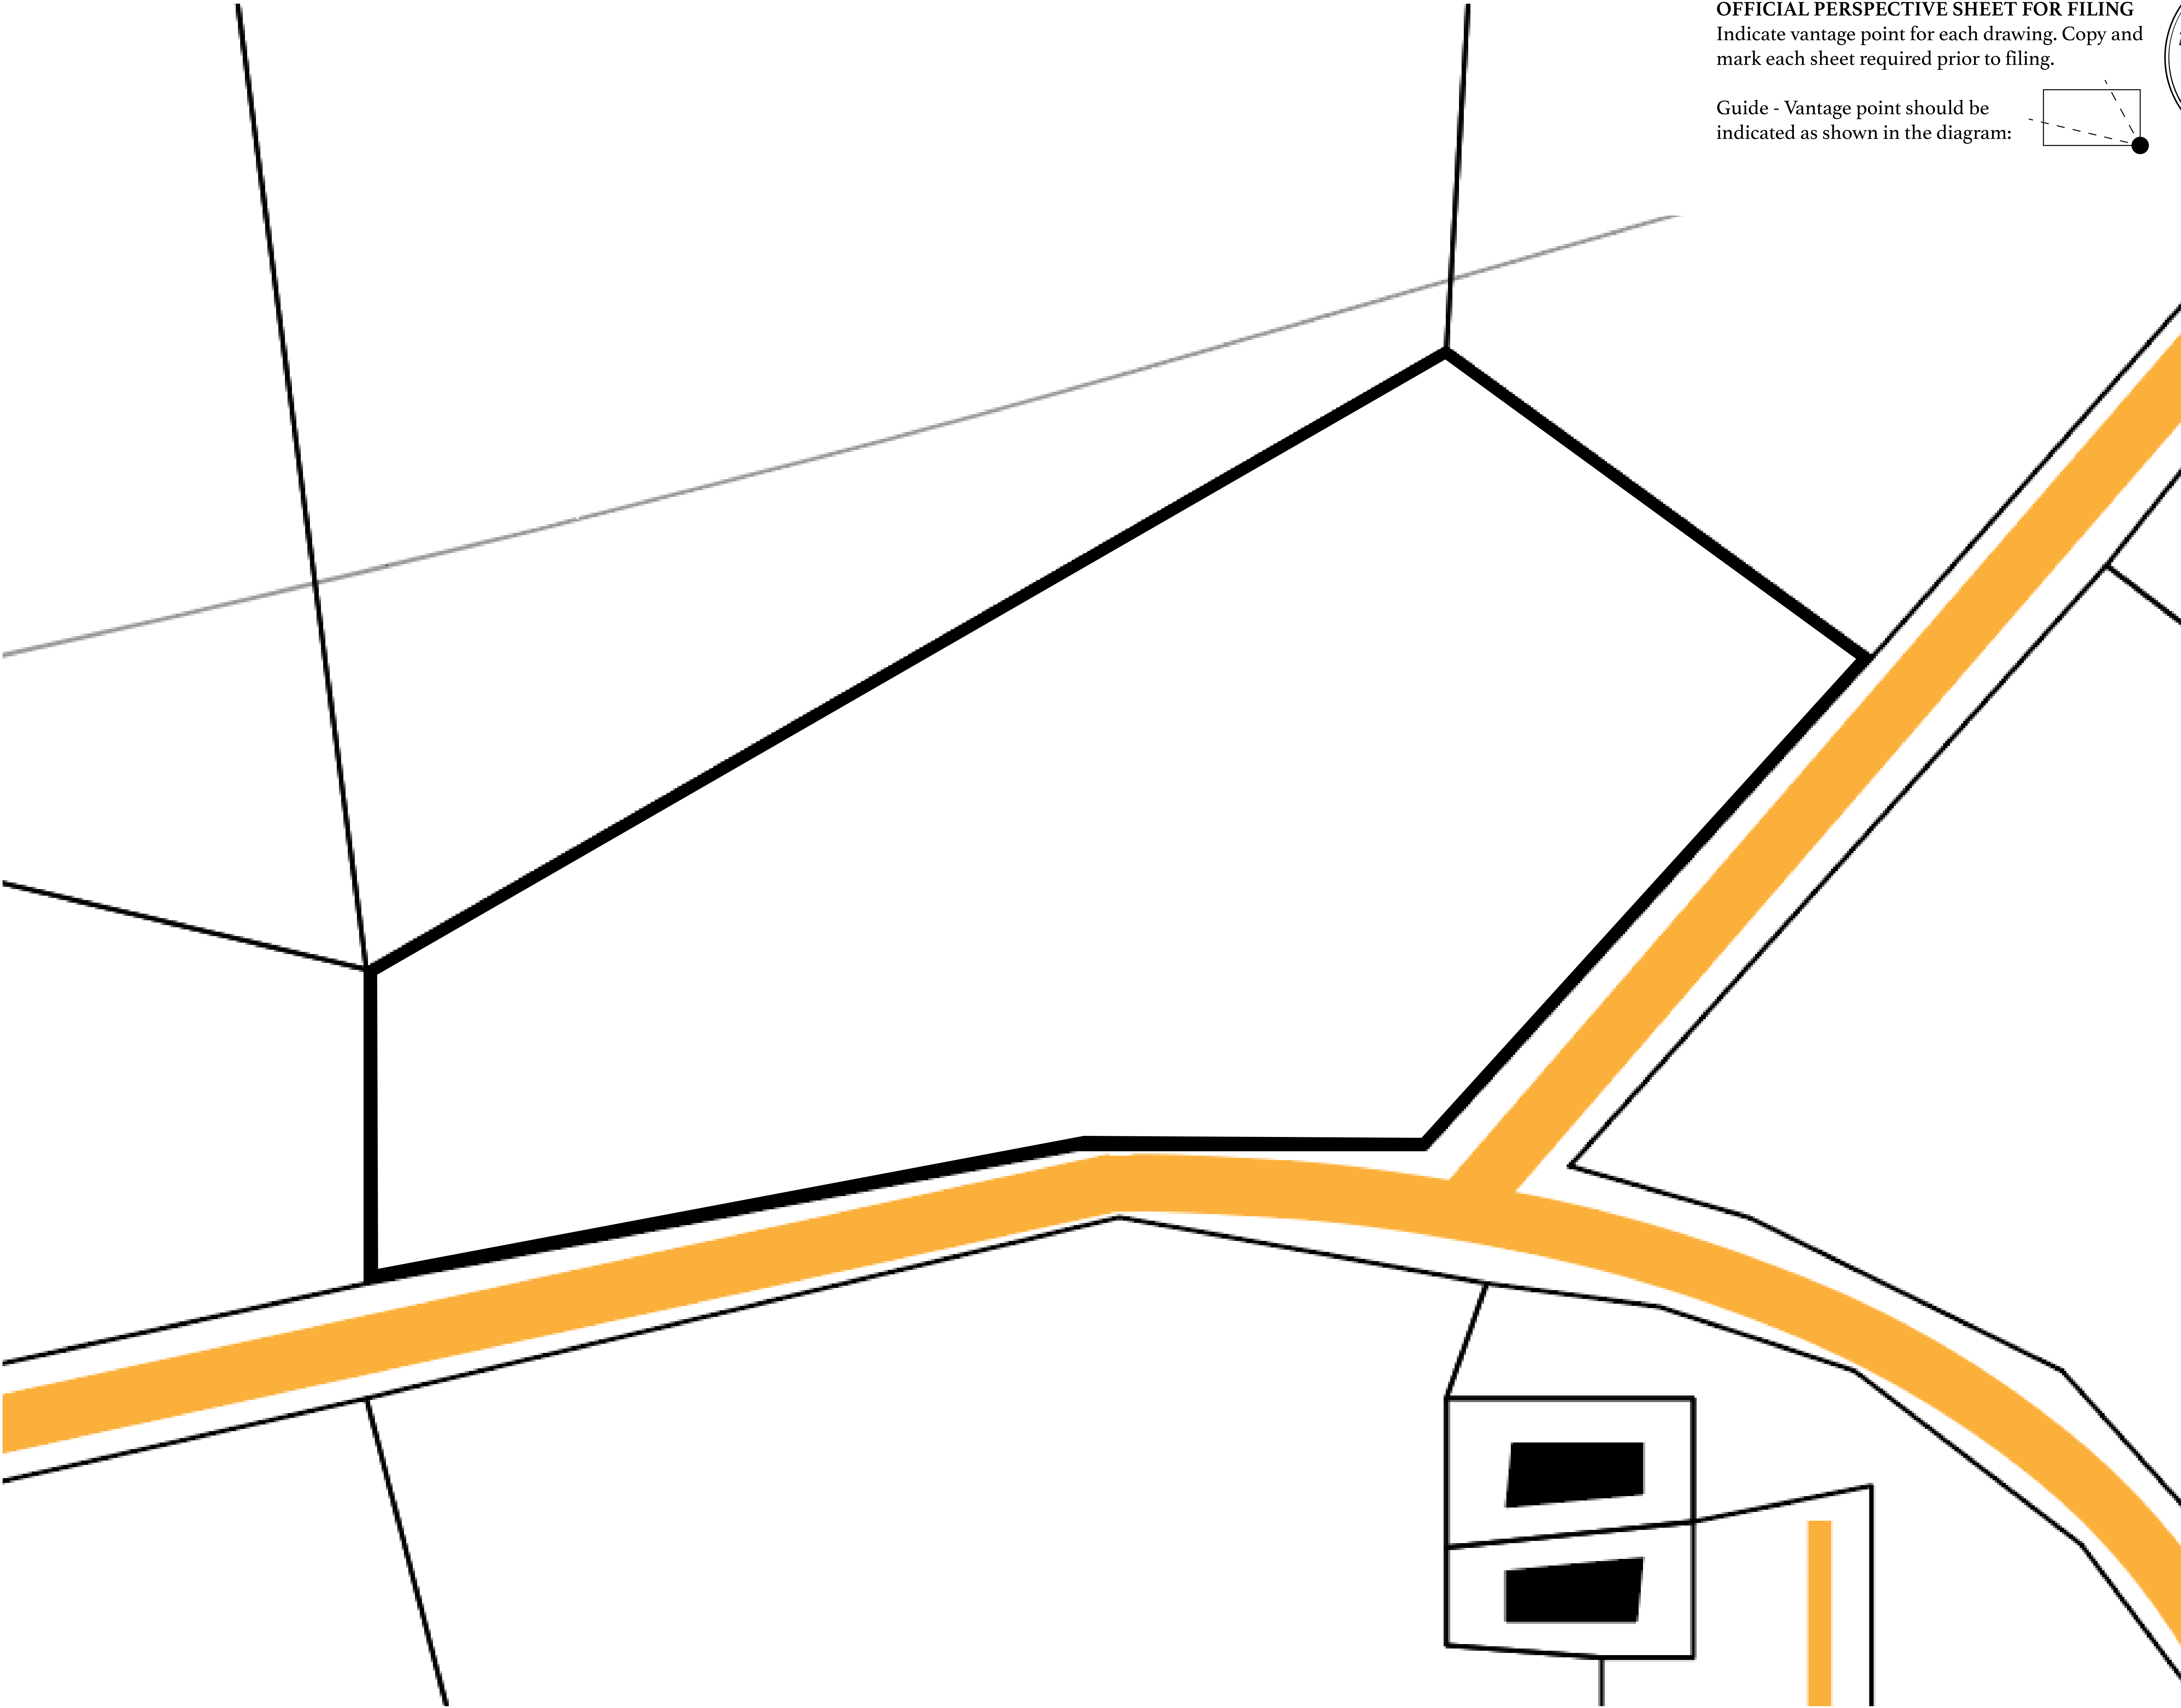 OFFICIAL PERSPECTIVE SHEET FOR FILING
Indicate vantage point for each drawing. Copy and
mark each sheet required prior to filing.
Guide - Vantage point should be
indicated as shown in the diagram: